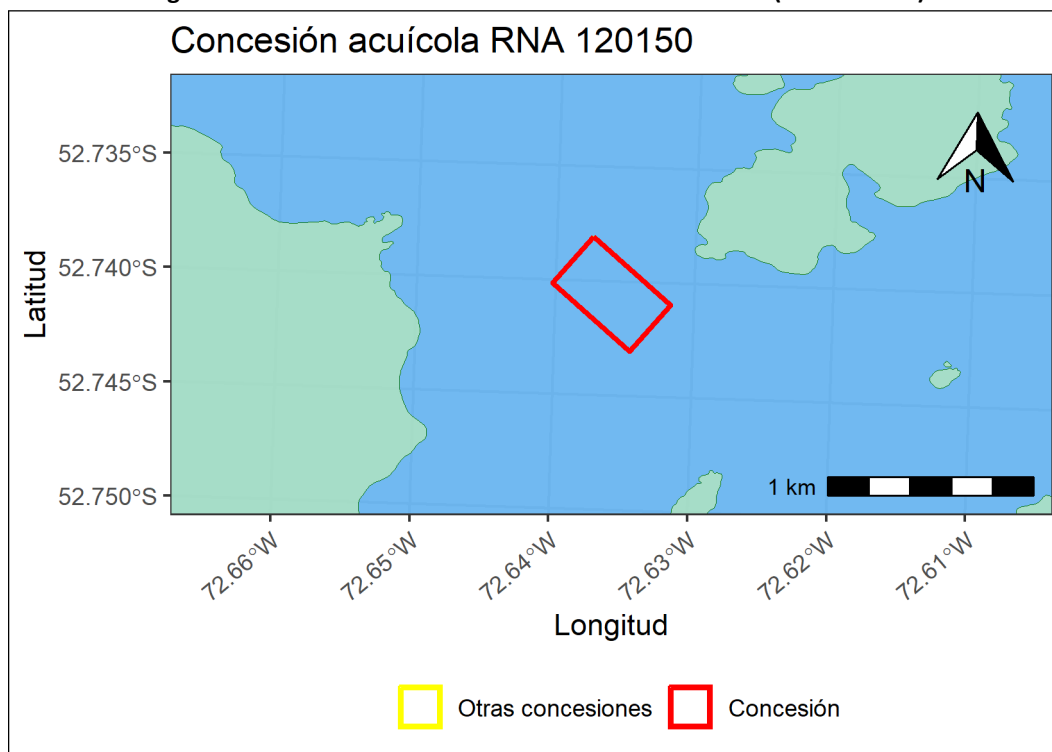 Concesión acuícola RNA 120150
52.735°S
52.740°S
52.745°S
52.750°S
Latitud
N
1 km
72.66°W
72.65°W
72.64°W
72.63°W
72.62°W
72.61°W
Longitud
Otras concesiones
Concesión